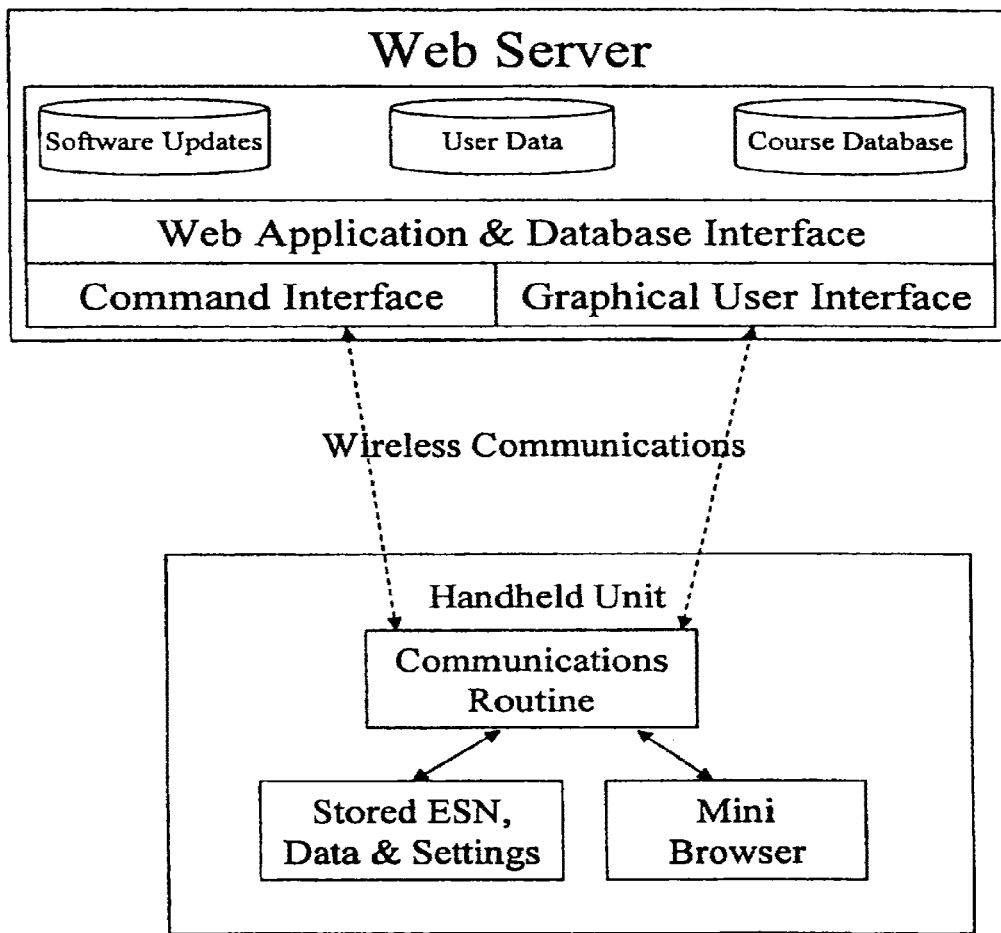 Web Server
Software Updates
User Data
Course Database
Web Application & Database Interface
Command Interface
Graphical User Interface
Wireless Communications
Handheld Unit
Communications
Routine
Stored ESN,
Data & Settings
Mini
Browser